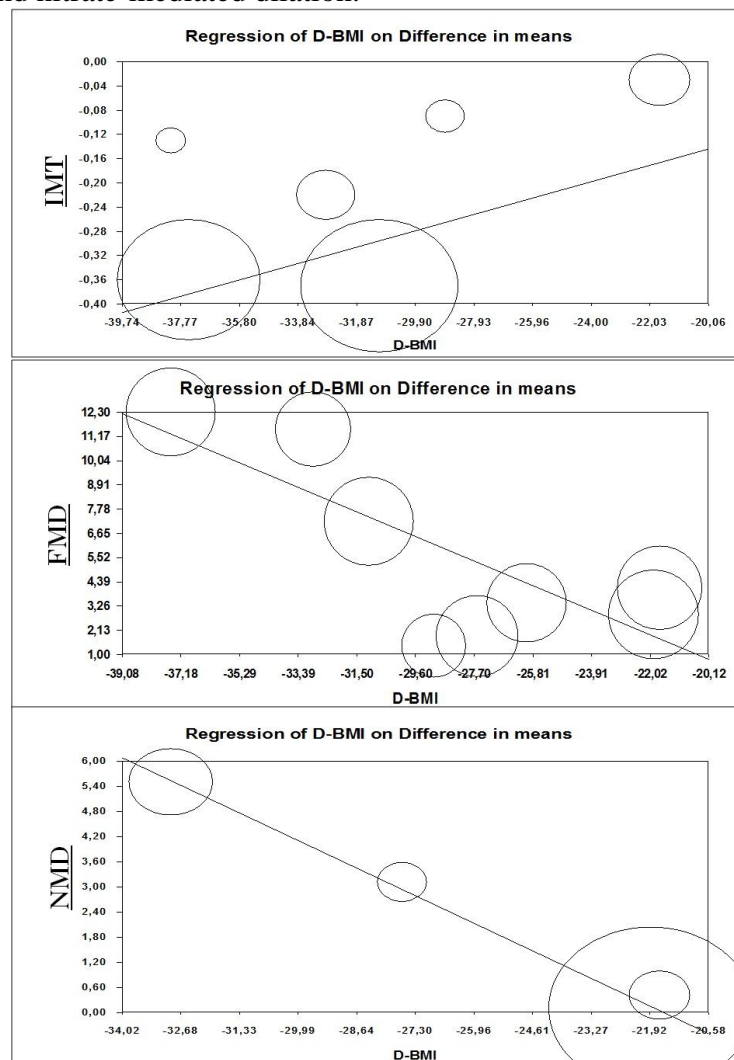 nd nitrate-mediated dilation.
Regression of D-BMI on Difference in means
0,00
-0,04
-0,08
-0,12
-0,16
-0,20
-0,24
-0,28
-0,32
-0,36
-0,40
IMT
-39,74 -37,77 -35,80 -33,84 -31,87 -29,90 -27,93 -25,96 -24,00 -22,03 -20,06
D-BMI
Regression of D-BMI on Difference in means
12,30
11,17
10,04
8,91
7,78
6,65
5,52
4,39
3,26
2,13
1,00
FMD
-39,08 -37,18 -35,29 -33,39 -31,50 -29,60 -27,70 -25,81 -23,91 -22,02 -20,12
D-BMI
Regression of D-BMI on Difference in means
6,00
5,40
4,80
4,20
3,60
3,00
2,40
1,80
1,20
0,60
0,00
NMD
-34,02 -32,68 -31,33 -29,99 -28,64 -27,30 -25,96 -24,61 -23,27 -21,92 -20,58
D-BMI